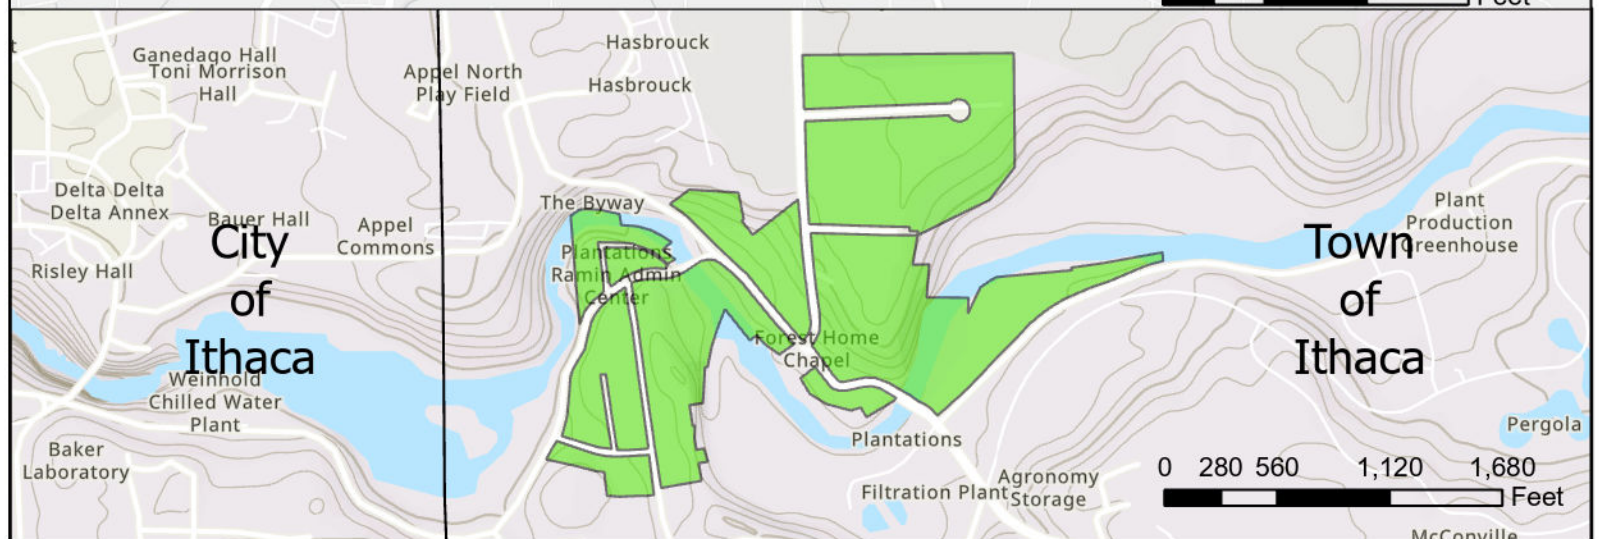 Feet
Hasbrouck
Ganedago Hall
Toni Morrison
Hall
Appel North
Play Field
Hasbrouck
Delta Delta
Delta Annex
Bauer Hall
Appel
Commons
The Byway
Plantations
Ramin Admin
Center
Plant
Production
Greenhouse
Risley Hall
City
of
Ithaca
Town
of
Ithaca
Forest Home
Chapel
Weinhold
Chilled Water
Plant
Baker
Laboratory
Plantations
Pergola
Filtration Plant
Agronomy
Storage
0 280 560 1,120 1,680
Feet
McConville